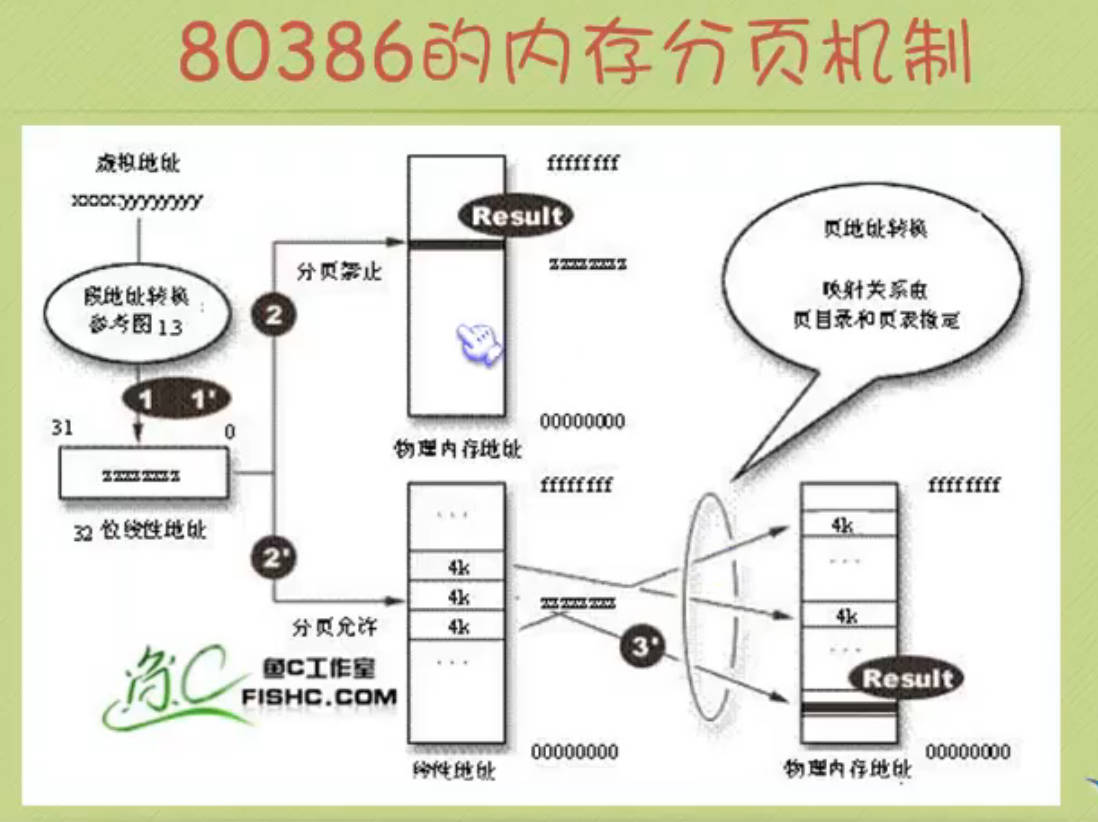 80386的内存分页机制
虚拟地址
xxxx:yyyyyyyy
段地址转换
参考图13
1 1'
31
0
zzzzzzzz
32位线性地址
2
分页禁止
ffffffff
Result
zzzzzzzz
00000000
物理内存地址
页地址转换
映射关系由
页目录和页表指定
2'
分页允许
ffffffff
...
4k
4k
4k
...
zzzzzzzz
3'
00000000
线性地址
ffffffff
4k
...
4k
...
Result
00000000
物理内存地址
鱼C
鱼C工作室
FISHC.COM